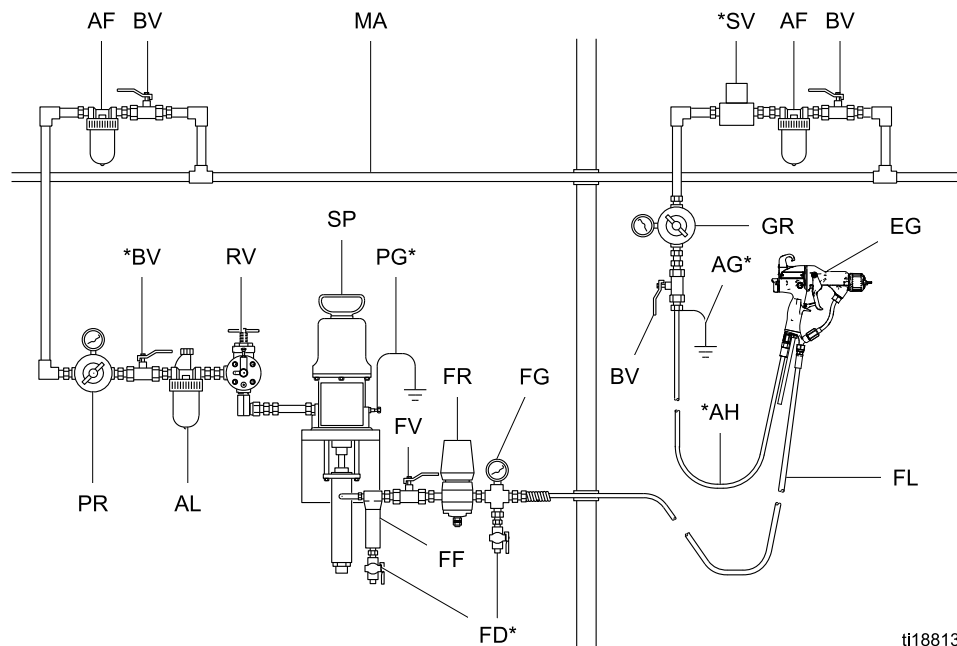 AF BV MA *SV AF BV
SP GR EG
*BV RV PG* AG*
FR FG BV
FV *AH
PR AL FL
FF
FD*
ti18813